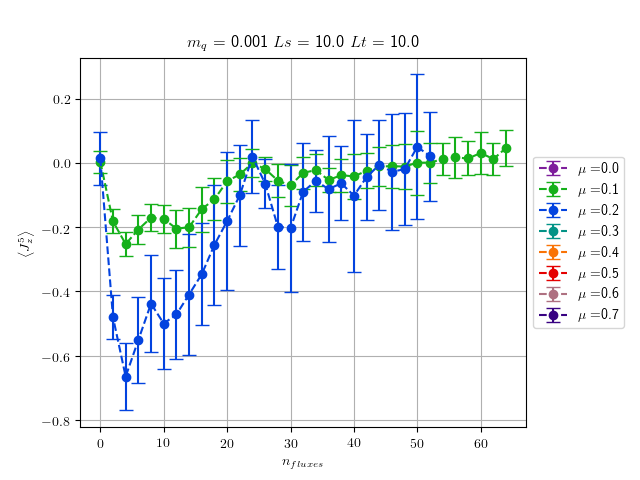 m_q = 0.001 Ls = 10.0 Lt = 10.0
0.2
0.0
−0.2
−0.4
−0.6
−0.8
⟨J_z^5⟩
0 10 20 30 40 50 60
n_fluxes
μ =0.0
μ =0.1
μ =0.2
μ =0.3
μ =0.4
μ =0.5
μ =0.6
μ =0.7